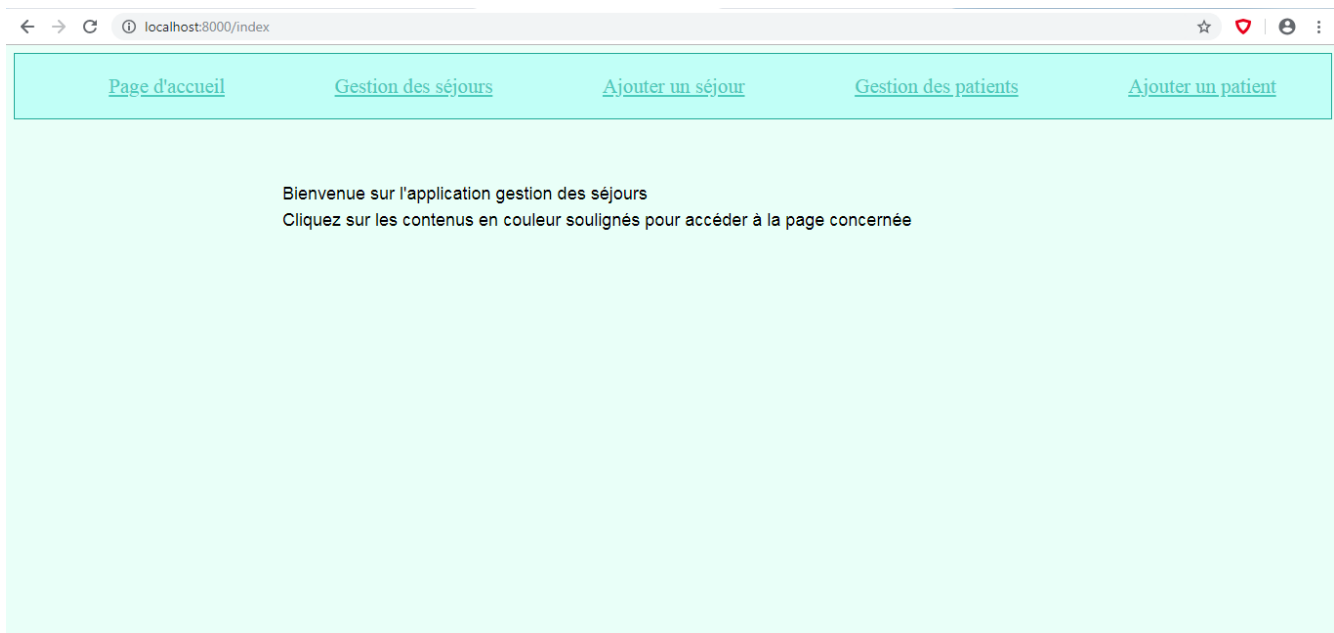 localhost:8000/index
Page d'accueil Gestion des séjours Ajouter un séjour Gestion des patients Ajouter un patient
Bienvenue sur l'application gestion des séjours
Cliquez sur les contenus en couleur soulignés pour accéder à la page concernée